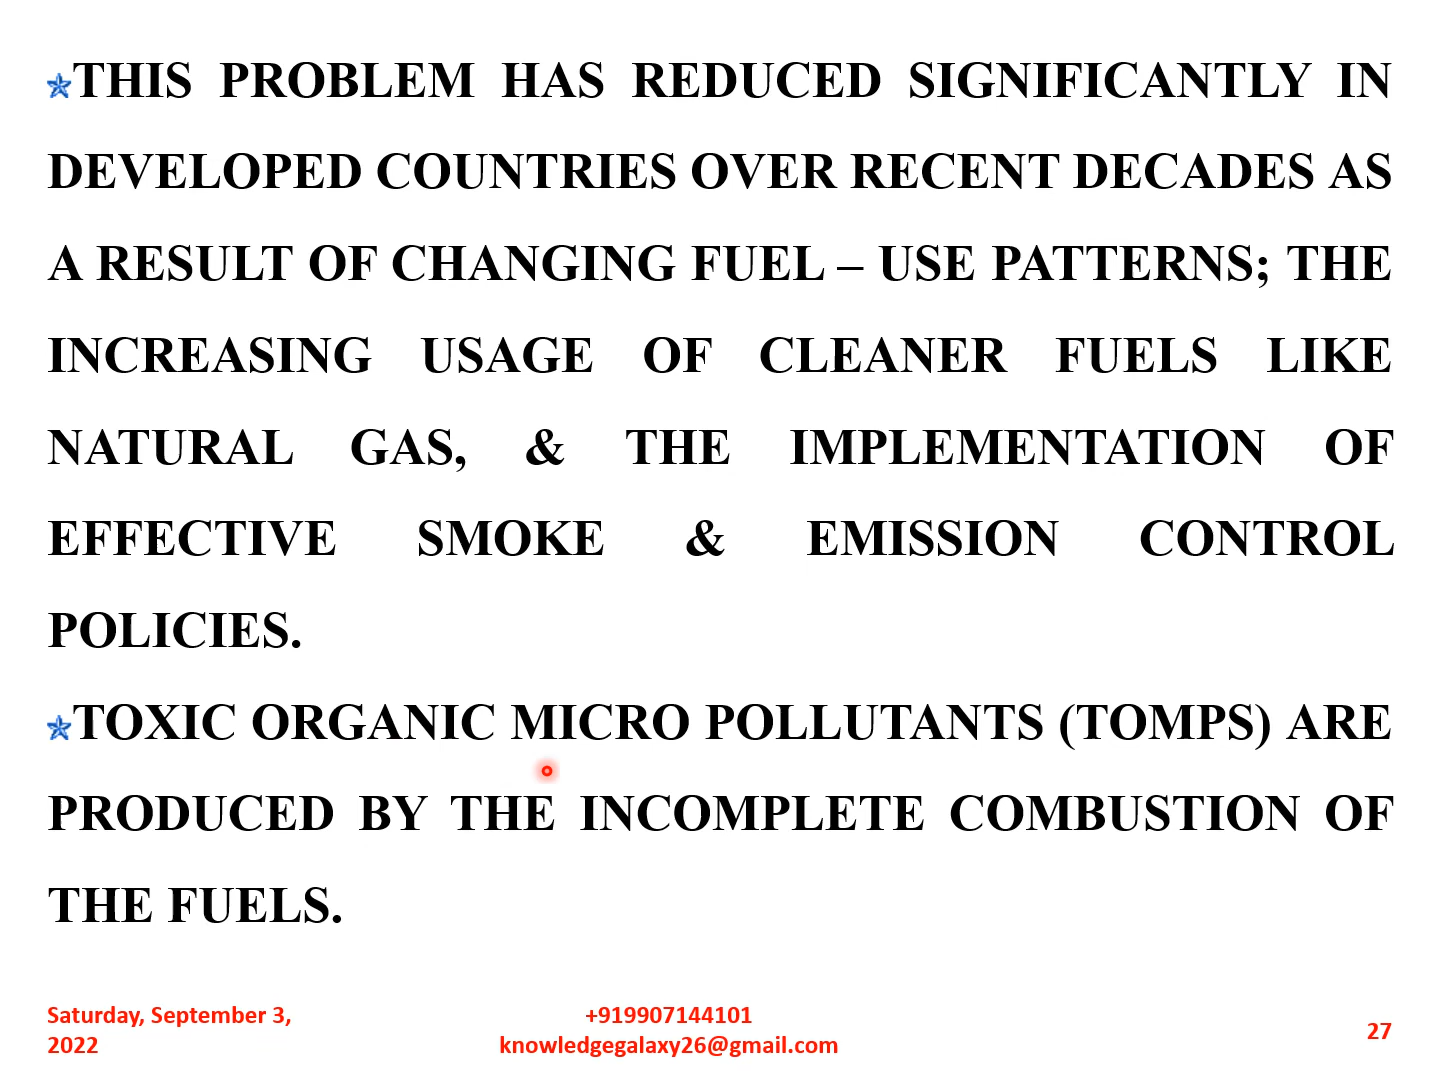 THIS PROBLEM HAS REDUCED SIGNIFICANTLY IN
DEVELOPED COUNTRIES OVER RECENT DECADES AS
A RESULT OF CHANGING FUEL – USE PATTERNS; THE
INCREASING USAGE OF CLEANER FUELS LIKE
NATURAL GAS, & THE IMPLEMENTATION OF
EFFECTIVE SMOKE & EMISSION CONTROL
POLICIES.
TOXIC ORGANIC MICRO POLLUTANTS (TOMPS) ARE
PRODUCED BY THE INCOMPLETE COMBUSTION OF
THE FUELS.
Saturday, September 3,
2022
+919907144101
knowledgegalaxy26@gmail.com
27